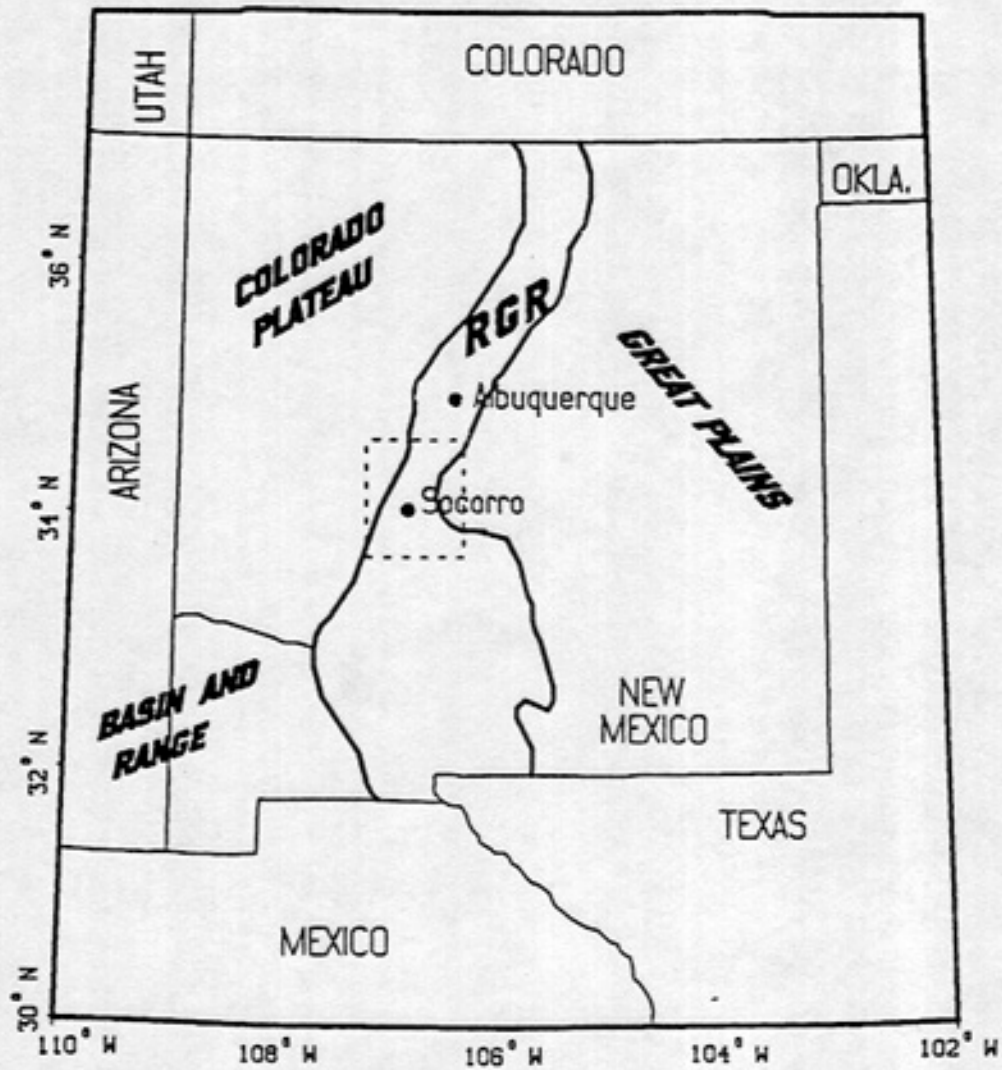 COLORADO
UTAH
OKLA.
36° N
COLORADO
PLATEAU
RGR
GREAT PLAINS
ARIZONA
Albuquerque
34° N
Socorro
BASIN AND
RANGE
NEW
MEXICO
32° N
TEXAS
MEXICO
30° N
110° W
108° W
106° W
104° W
102° W